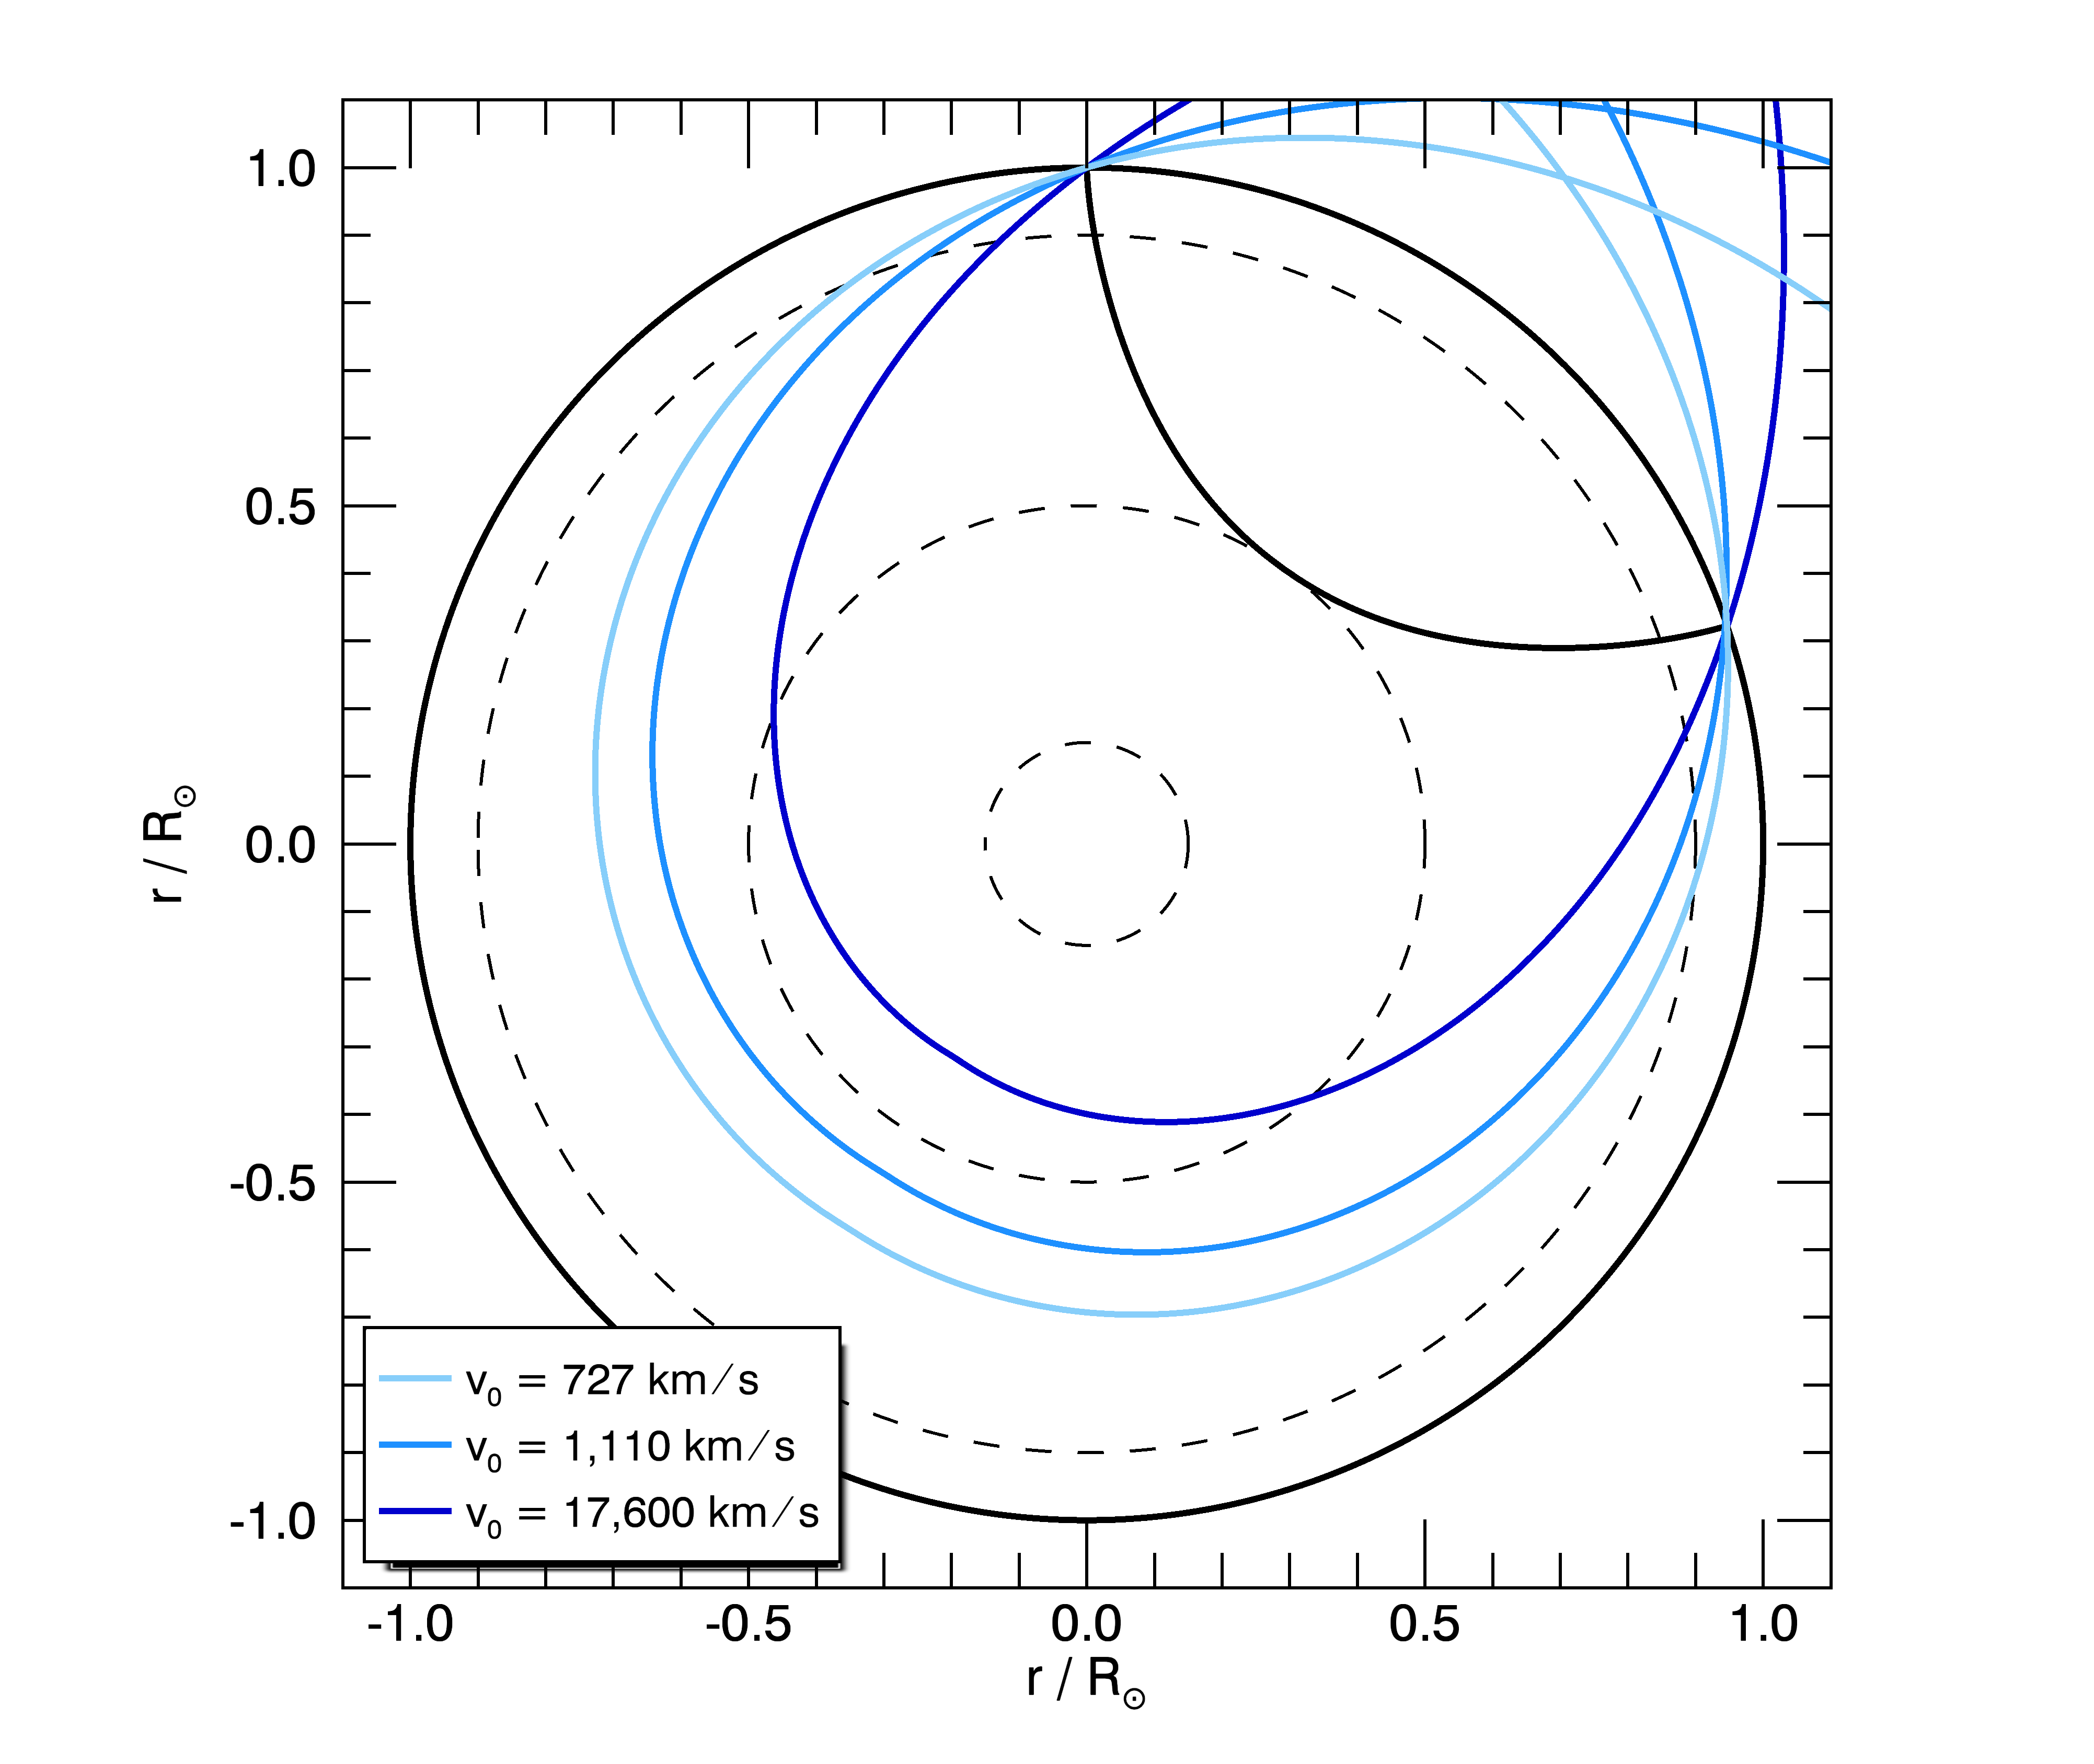 1.0
0.5
0.0
-0.5
-1.0
r / R☉
v₀ = 727 km/s
v₀ = 1,110 km/s
v₀ = 17,600 km/s
-1.0 -0.5 0.0 0.5 1.0
r / R☉